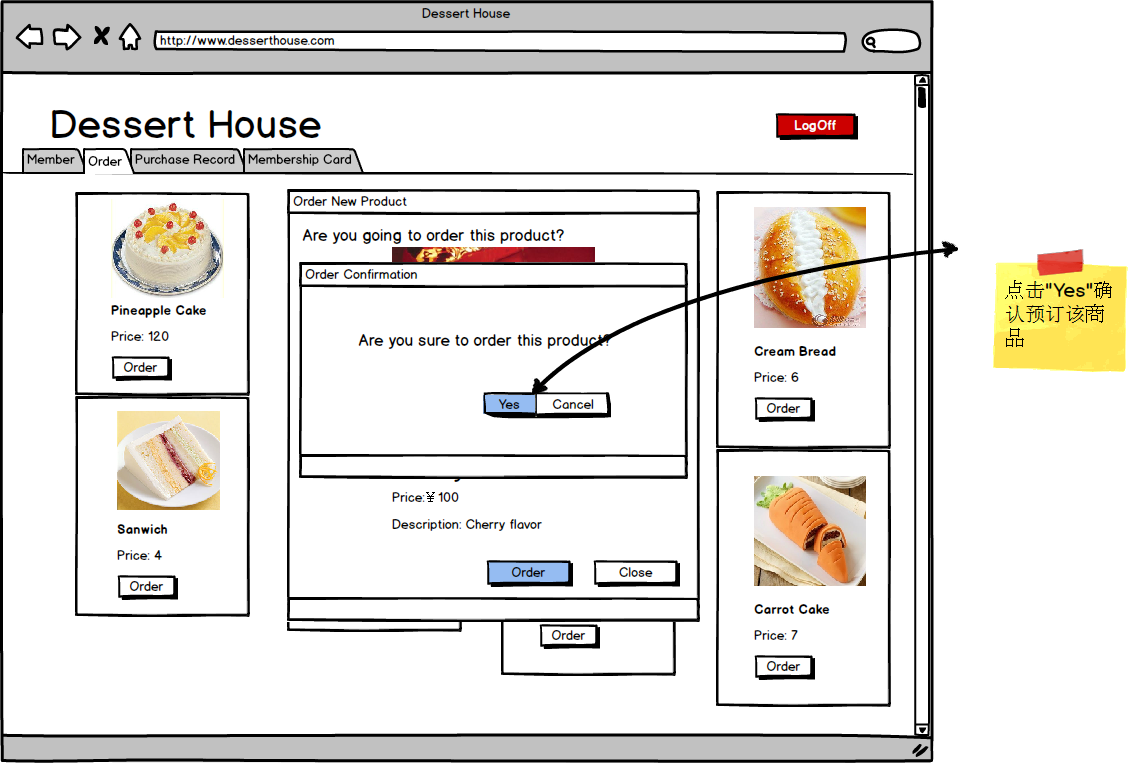 Dessert House
http://www.desserthouse.com
Dessert House
LogOff
Member
Order
Purchase Record
Membership Card
Pineapple Cake
Price: 120
Order
Sanwich
Price: 4
Order
Order New Product
Are you going to order this product?
Order Confirmation
Are you sure to order this product?
Yes
Cancel
Price:￥100
Description: Cherry flavor
Order
Close
Order
Cream Bread
Price: 6
Order
Carrot Cake
Price: 7
Order
点击"Yes"确
认预订该商
品